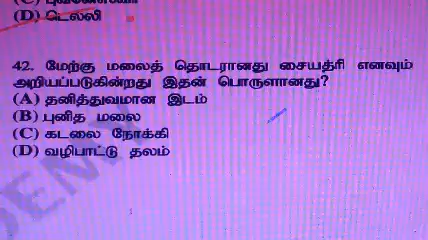 (D) டெல்லி
42. மேற்கு மலைத் தொடரானது சையத்ரி எனவும்
அறியப்படுகின்றது இதன் பொருளானது?
(A) தனித்துவமான இடம்
(B) புனித மலை
(C) கடலை நோக்கி
(D) வழிபாட்டு தலம்